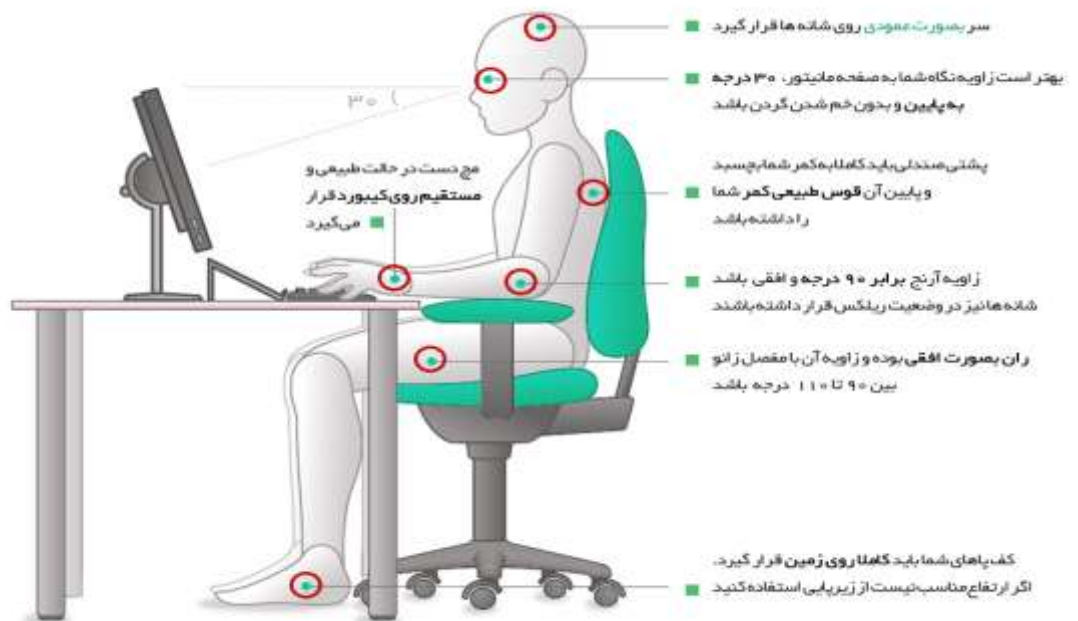 سر بصورت عمودی روی شانه ها قرار گیرد
بهتر است زاویه نگاه شما به صفحه مانیتور، ۳۰ درجه
به پایین و بدون خم شدن گردن باشد
۳۰
پشتی صندلی باید کاملا به کمر شما بچسبد
و پایین آن قوس طبیعی کمر شما
را داشته باشد
مچ دست در حالت طبیعی و
مستقیم روی کیبورد قرار
می‌گیرد
زاویه آرنج برابر ۹۰ درجه و افقی باشد
شانه ها نیز در وضعیت ریلکس قرار داشته باشند
ران بصورت افقی بوده و زاویه آن با مفصل زانو
بین ۹۰ تا ۱۱۰ درجه باشد
کف پاهای شما باید کاملا روی زمین قرار گیرد.
اگر ارتفاع مناسب نیست از زیرپایی استفاده کنید